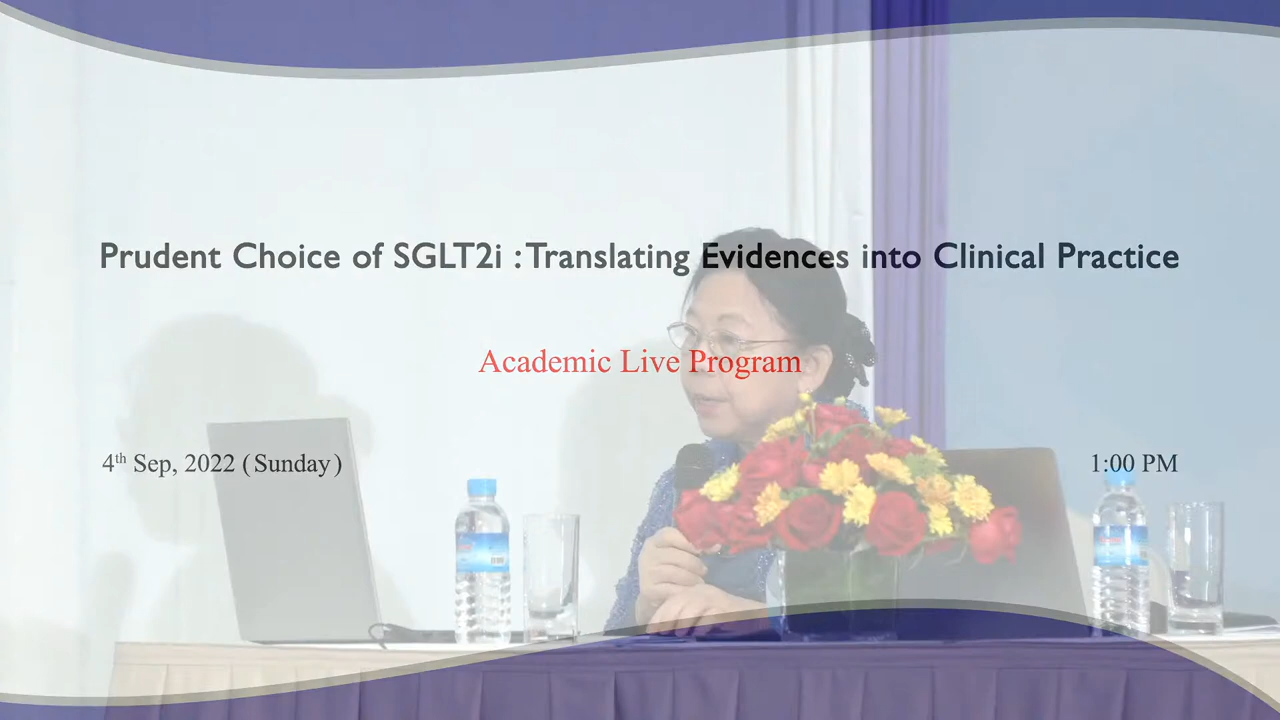 Prudent Choice of SGLT2i : Translating Evidences into Clinical Practice
Academic Live Program
4th Sep, 2022 ( Sunday )
1:00 PM